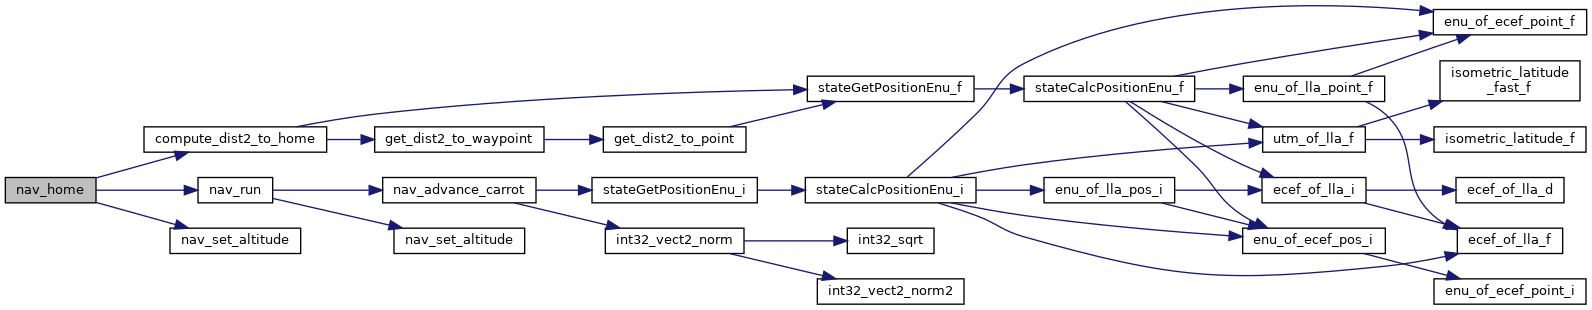 nav_home
compute_dist2_to_home
nav_run
nav_set_altitude
get_dist2_to_waypoint
nav_advance_carrot
nav_set_altitude
get_dist2_to_point
stateGetPositionEnu_i
int32_vect2_norm
stateGetPositionEnu_f
stateCalcPositionEnu_i
int32_sqrt
int32_vect2_norm2
stateCalcPositionEnu_f
enu_of_lla_pos_i
enu_of_lla_point_f
utm_of_lla_f
ecef_of_lla_i
enu_of_ecef_pos_i
enu_of_ecef_point_f
isometric_latitude
_fast_f
isometric_latitude_f
ecef_of_lla_d
ecef_of_lla_f
enu_of_ecef_point_i